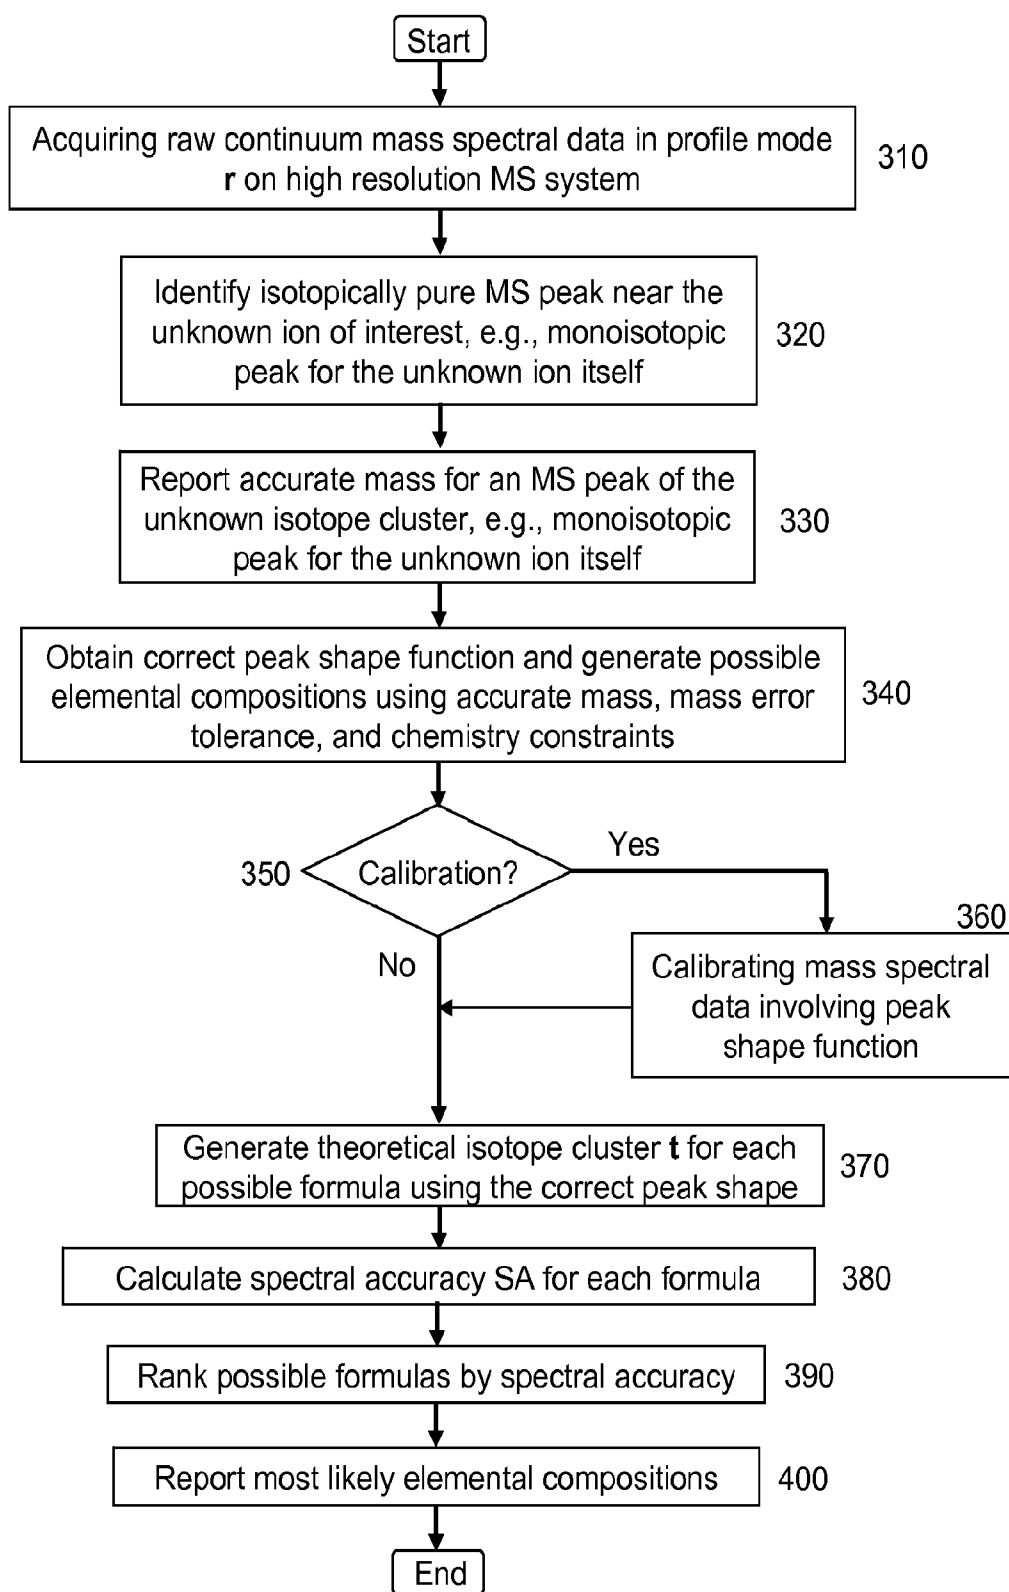 Start
Acquiring raw continuum mass spectral data in profile mode
r on high resolution MS system
310
Identify isotopically pure MS peak near the
unknown ion of interest, e.g., monoisotopic
peak for the unknown ion itself
320
Report accurate mass for an MS peak of the
unknown isotope cluster, e.g., monoisotopic
peak for the unknown ion itself
330
Obtain correct peak shape function and generate possible
elemental compositions using accurate mass, mass error
tolerance, and chemistry constraints
340
350
Calibration?
Yes
No
360
Calibrating mass spectral
data involving peak
shape function
Generate theoretical isotope cluster t for each
possible formula using the correct peak shape
370
Calculate spectral accuracy SA for each formula
380
Rank possible formulas by spectral accuracy
390
Report most likely elemental compositions
400
End